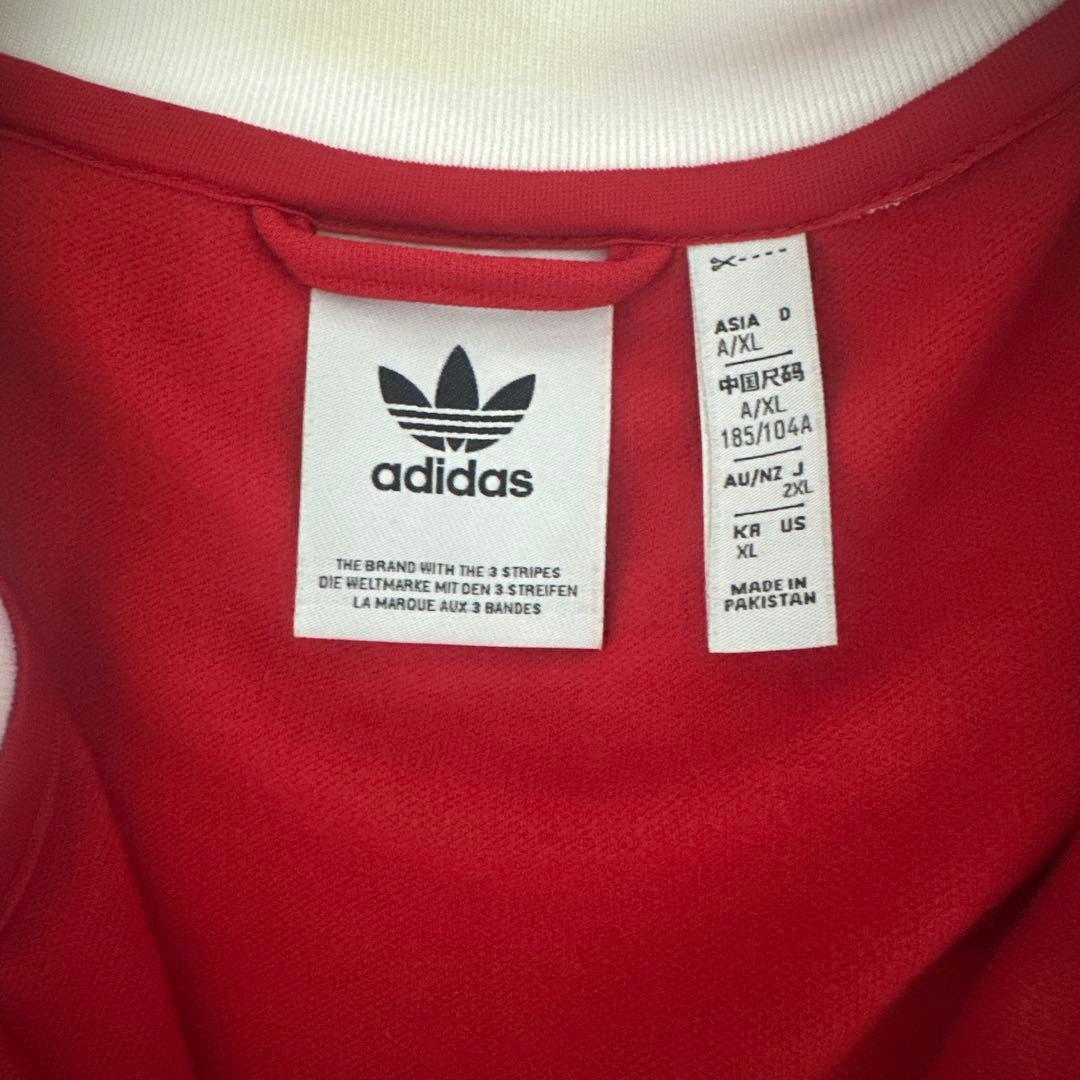 adidas
THE BRAND WITH THE 3 STRIPES
DIE WELTMARKE MIT DEN 3 STREIFEN
LA MARQUE AUX 3 BANDES
ASIA D
A/XL
中国尺码
A/XL
185/104A
AU/NZ J
2XL
KR US
XL
MADE IN
PAKISTAN